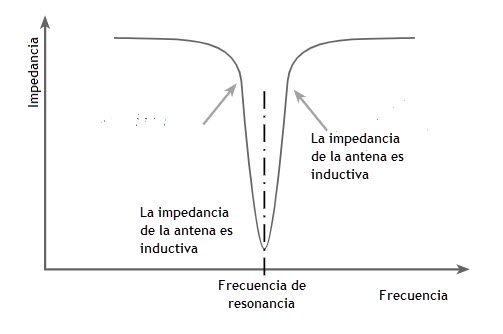 Impedancia
La impedancia
de la antena es
inductiva
La impedancia
de la antena es
inductiva
Frecuencia de
resonancia
Frecuencia